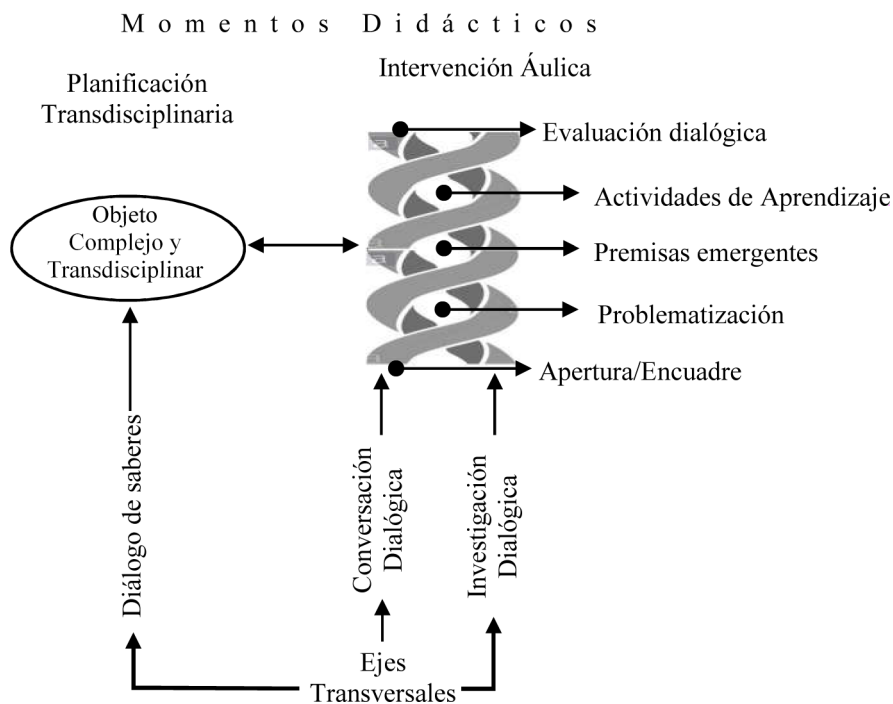 Momentos Didácticos
Planificación
Transdisciplinaria
Intervención Áulica
Evaluación dialógica
Actividades de Aprendizaje
Objeto
Complejo y
Transdisciplinar
Premisas emergentes
Problematización
Apertura/Encuadre
Diálogo de saberes
Conversación
Dialógica
Investigación
Dialógica
Ejes
Transversales